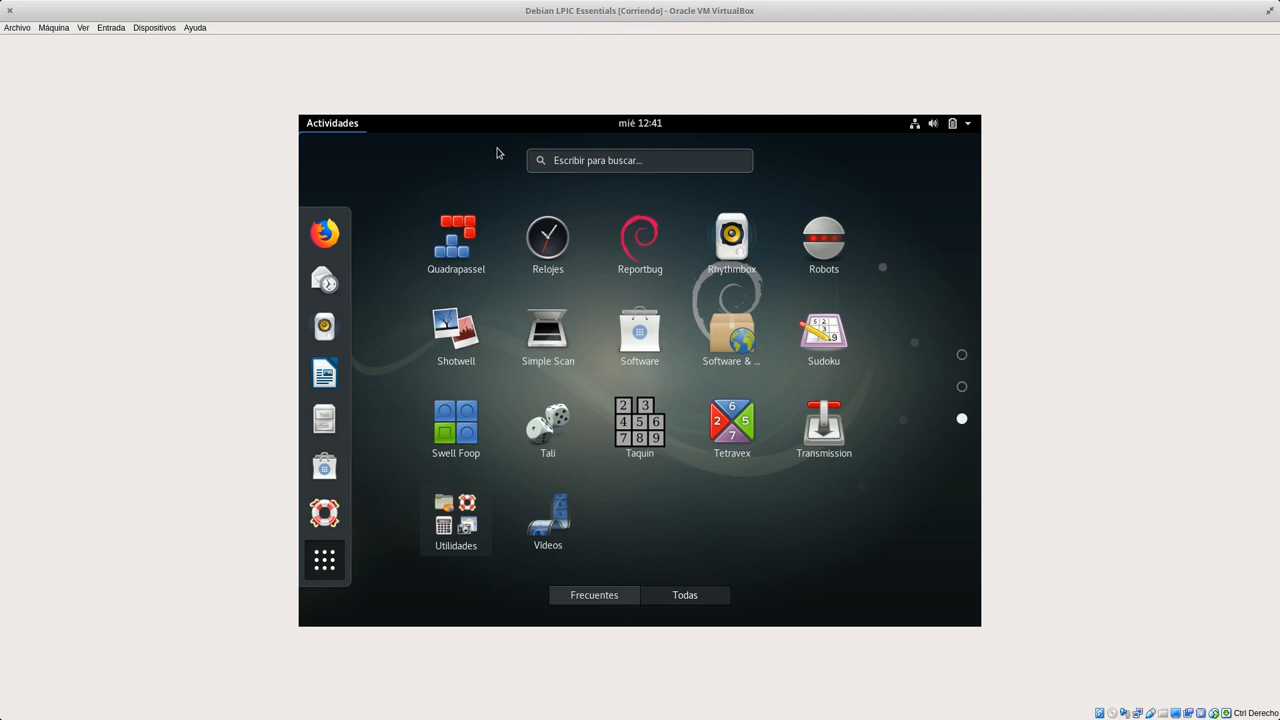 Debian LPIC Essentials [Corriendo] - Oracle VM VirtualBox
Archivo Máquina Ver Entrada Dispositivos Ayuda
Actividades mié 12:41
Escribir para buscar...
Quadrapassel Relojes Reportbug Rhythmbox Robots
Shotwell Simple Scan Software Software & ... Sudoku
Swell Foop Tali Taquin Tetravex Transmission
Utilidades Vídeos
Frecuentes Todas
Ctrl Derecho